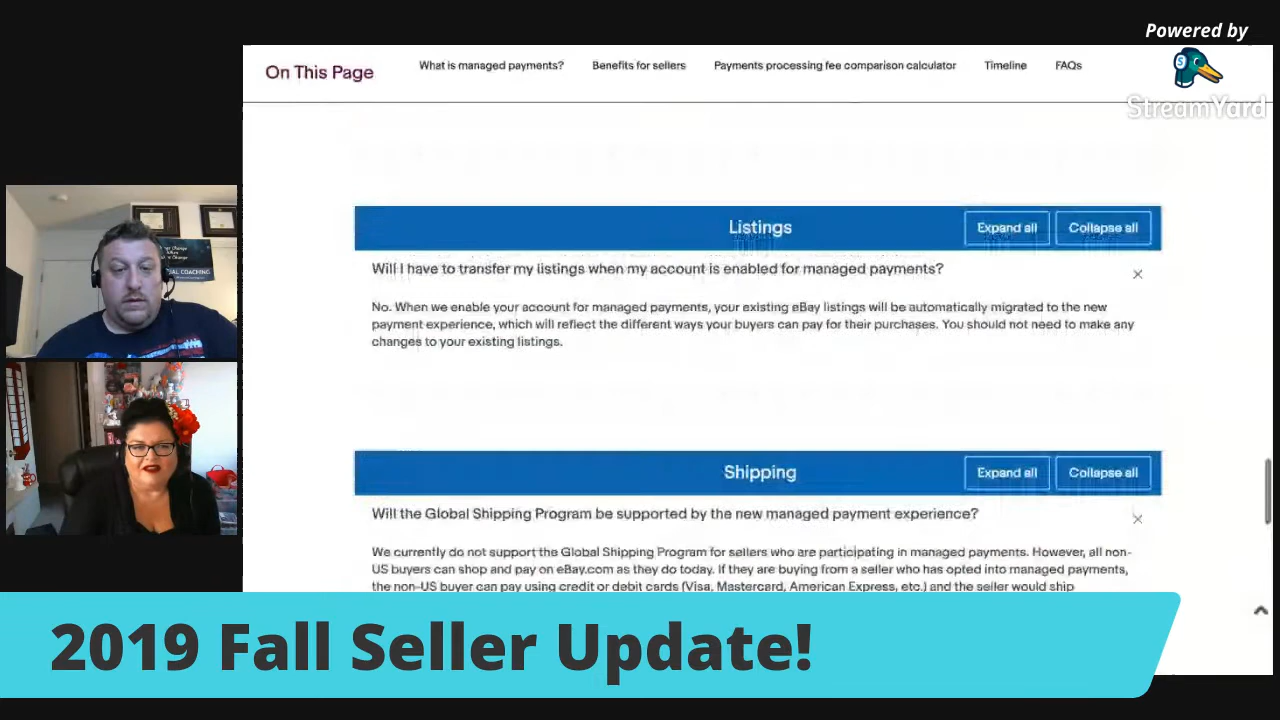 Powered by
StreamYard
On This Page
What is managed payments?
Benefits for sellers
Payments processing fee comparison calculator
Timeline
FAQs
Listings
Expand all
Collapse all
Will I have to transfer my listings when my account is enabled for managed payments?
No. When we enable your account for managed payments, your existing eBay listings will be automatically migrated to the new
payment experience, which will reflect the different ways your buyers can pay for their purchases. You should not need to make any
changes to your existing listings.
Shipping
Expand all
Collapse all
Will the Global Shipping Program be supported by the new managed payment experience?
We currently do not support the Global Shipping Program for sellers who are participating in managed payments. However, all non-
US buyers can shop and pay on eBay.com as they do today. If they are buying from a seller who has opted into managed payments,
the non-US buyer can pay using credit or debit cards (Visa, Mastercard, American Express, etc.) and the seller would ship
Change
When
Change
COACHING
2019 Fall Seller Update!